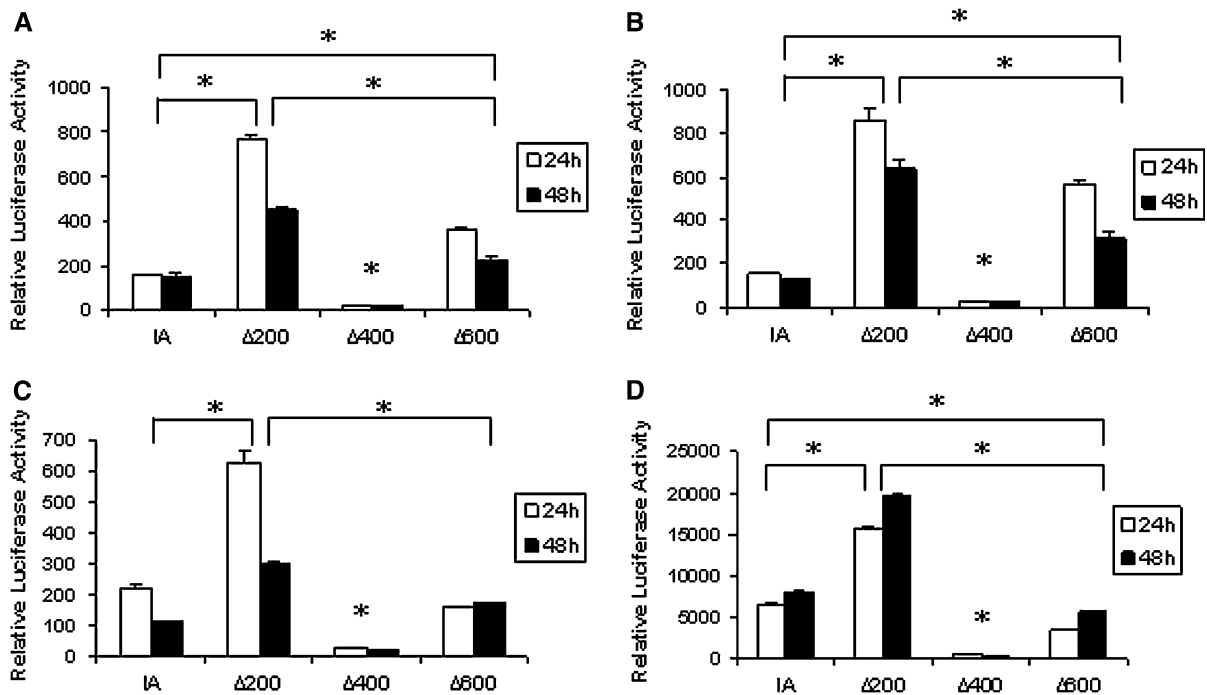 A
*
*
*
Relative Luciferase Activity
1000
800
600
400
200
0
*
IA
Δ200
Δ400
Δ600
24h
48h
B
*
*
*
Relative Luciferase Activity
1000
800
600
400
200
0
*
IA
Δ200
Δ400
Δ600
24h
48h
C
*
*
Relative Luciferase Activity
700
600
500
400
300
200
100
0
*
IA
Δ200
Δ400
Δ600
24h
48h
D
*
*
*
Relative Luciferase Activity
25000
20000
15000
10000
5000
0
*
IA
Δ200
Δ400
Δ600
24h
48h